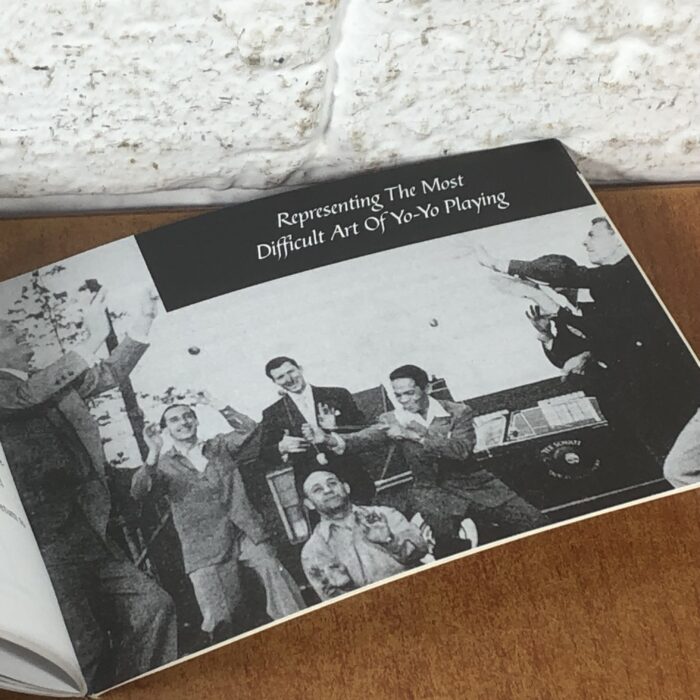 Representing The Most
Difficult Art Of Yo-Yo Playing